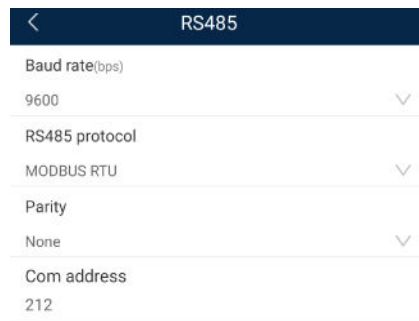 RS485
Baud rate(bps)
9600
RS485 protocol
MODBUS RTU
Parity
None
Com address
212